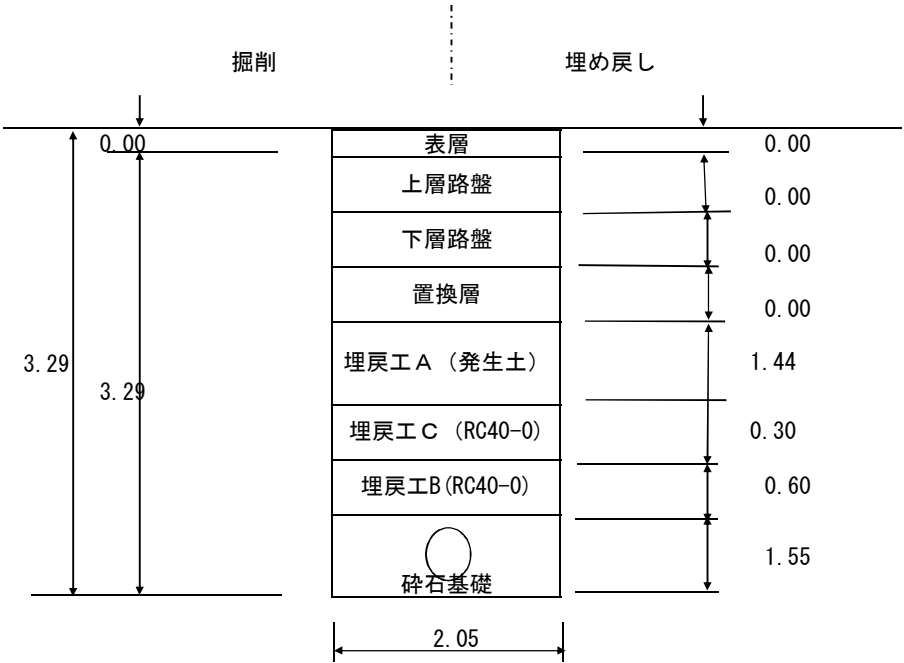 掘削
埋め戻し
0.00
表層
0.00
上層路盤
0.00
下層路盤
0.00
置換層
0.00
3.29
3.29
埋戻工Ａ（発生土）
1.44
埋戻工Ｃ（RC40-0）
0.30
埋戻工B(RC40-0)
0.60
1.55
砕石基礎
2.05